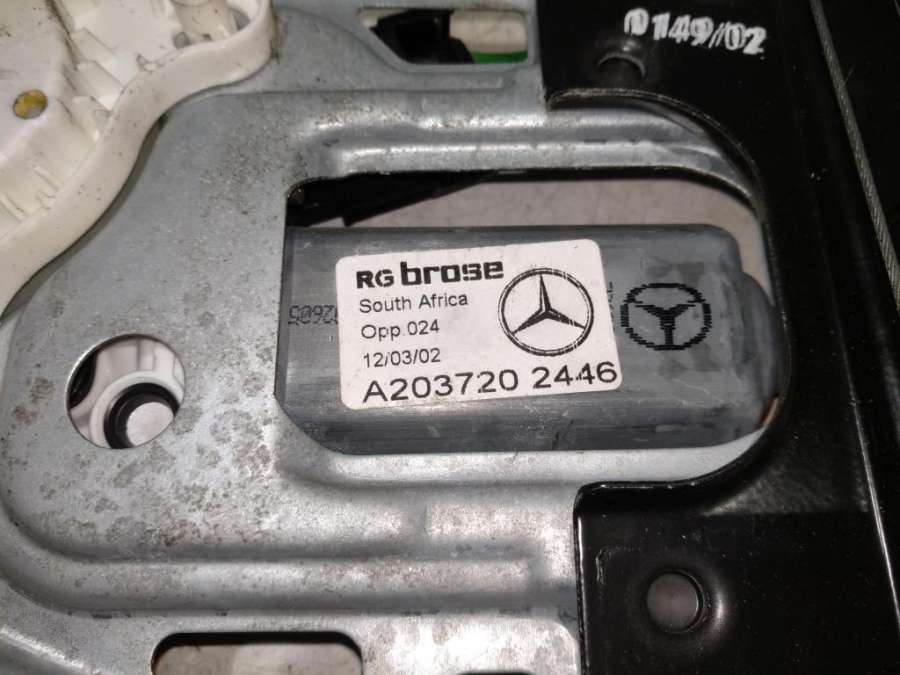 0149/02
RG brose
South Africa
Opp 024
12/03/02
A203720 2446